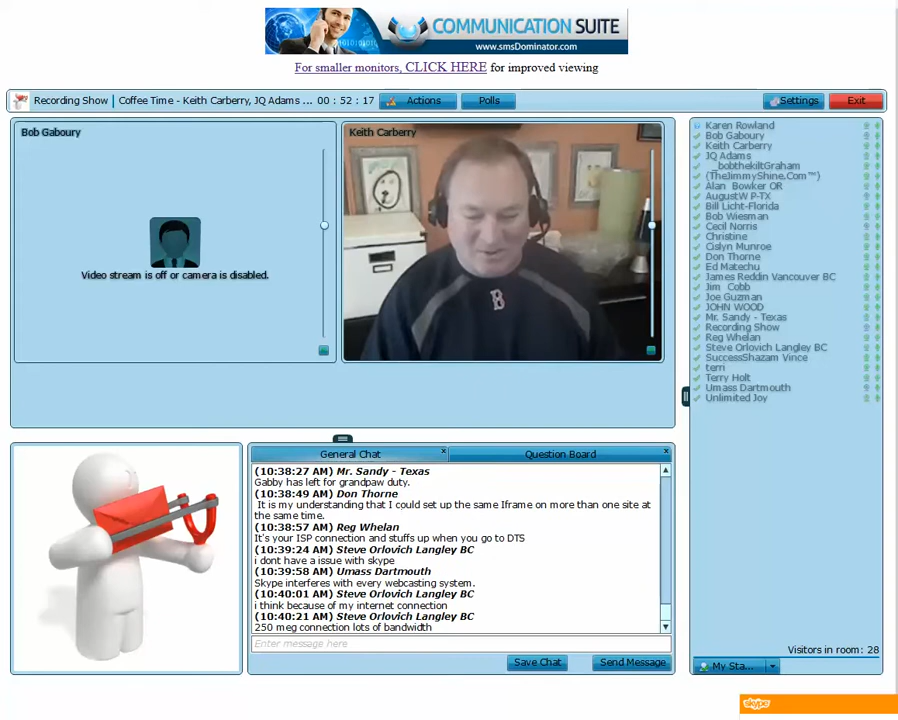 COMMUNICATION SUITE
www.smsDominator.com
For smaller monitors, CLICK HERE for improved viewing
Recording Show | Coffee Time - Keith Carberry, JQ Adams ... 00 : 52 : 17
Actions
Polls
Settings
Exit
Bob Gaboury
Video stream is off or camera is disabled.
Keith Carberry
B
Karen Rowland
Bob Gaboury
Keith Carberry
JQ Adams
__bobthekiltGraham
{TheJimmyShine.Com™}
Alan Bowker OR
AugustW P-TX
Bill Licht-Florida
Bob Wiesman
Cecil Norris
Christine
Cislyn Munroe
Don Thorne
Ed Matechu
James Reddin Vancouver BC
Jim Cobb
Joe Guzman
JOHN WOOD
Mr. Sandy - Texas
Recording Show
Reg Whelan
Steve Orlovich Langley BC
SuccessShazam Vince
terri
Terry Holt
Umass Dartmouth
Unlimited Joy
Visitors in room: 28
My Sta...
General Chat
Question Board
(10:38:27 AM) Mr. Sandy - Texas
Gabby has left for grandpaw duty.
(10:38:49 AM) Don Thorne
It is my understanding that I could set up the same Iframe on more than one site at
the same time.
(10:38:57 AM) Reg Whelan
It's your ISP connection and stuffs up when you go to DTS
(10:39:24 AM) Steve Orlovich Langley BC
i dont have a issue with skype
(10:39:58 AM) Umass Dartmouth
Skype interferes with every webcasting system.
(10:40:01 AM) Steve Orlovich Langley BC
i think because of my internet connection
(10:40:21 AM) Steve Orlovich Langley BC
250 meg connection lots of bandwidth
Enter message here
Save Chat
Send Message
skype